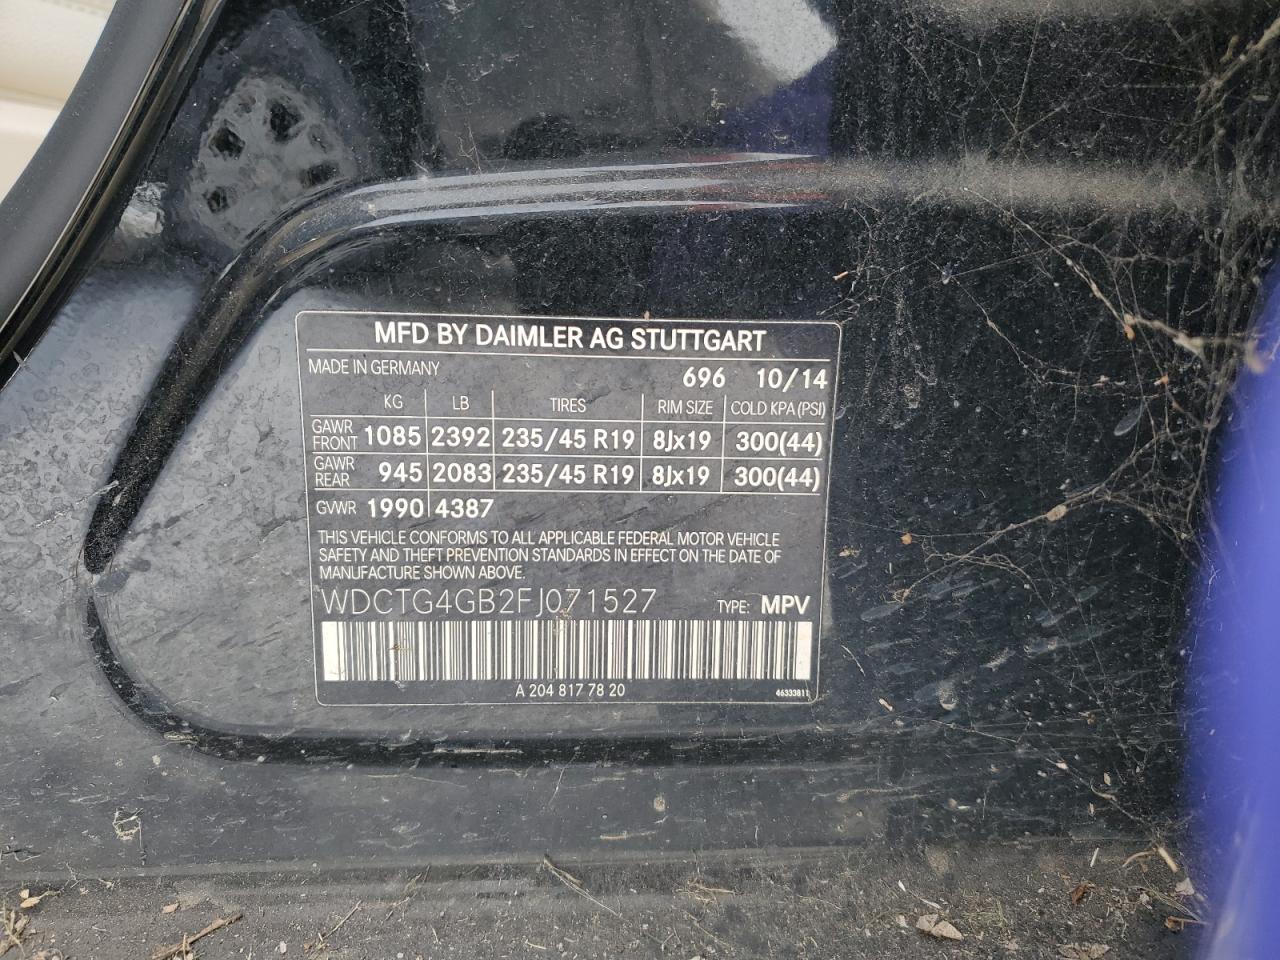 MFD BY DAIMLER AG STUTTGART
MADE IN GERMANY 696 10/14
KG LB TIRES RIM SIZE COLD KPA (PSI)
GAWR FRONT 1085 2392 235/45 R19 8Jx19 300(44)
GAWR REAR 945 2083 235/45 R19 8Jx19 300(44)
GVWR 1990 4387
THIS VEHICLE CONFORMS TO ALL APPLICABLE FEDERAL MOTOR VEHICLE
SAFETY AND THEFT PREVENTION STANDARDS IN EFFECT ON THE DATE OF
MANUFACTURE SHOWN ABOVE.
WDCTG4GB2FJ071527 TYPE: MPV
A 204 817 78 20 46333811